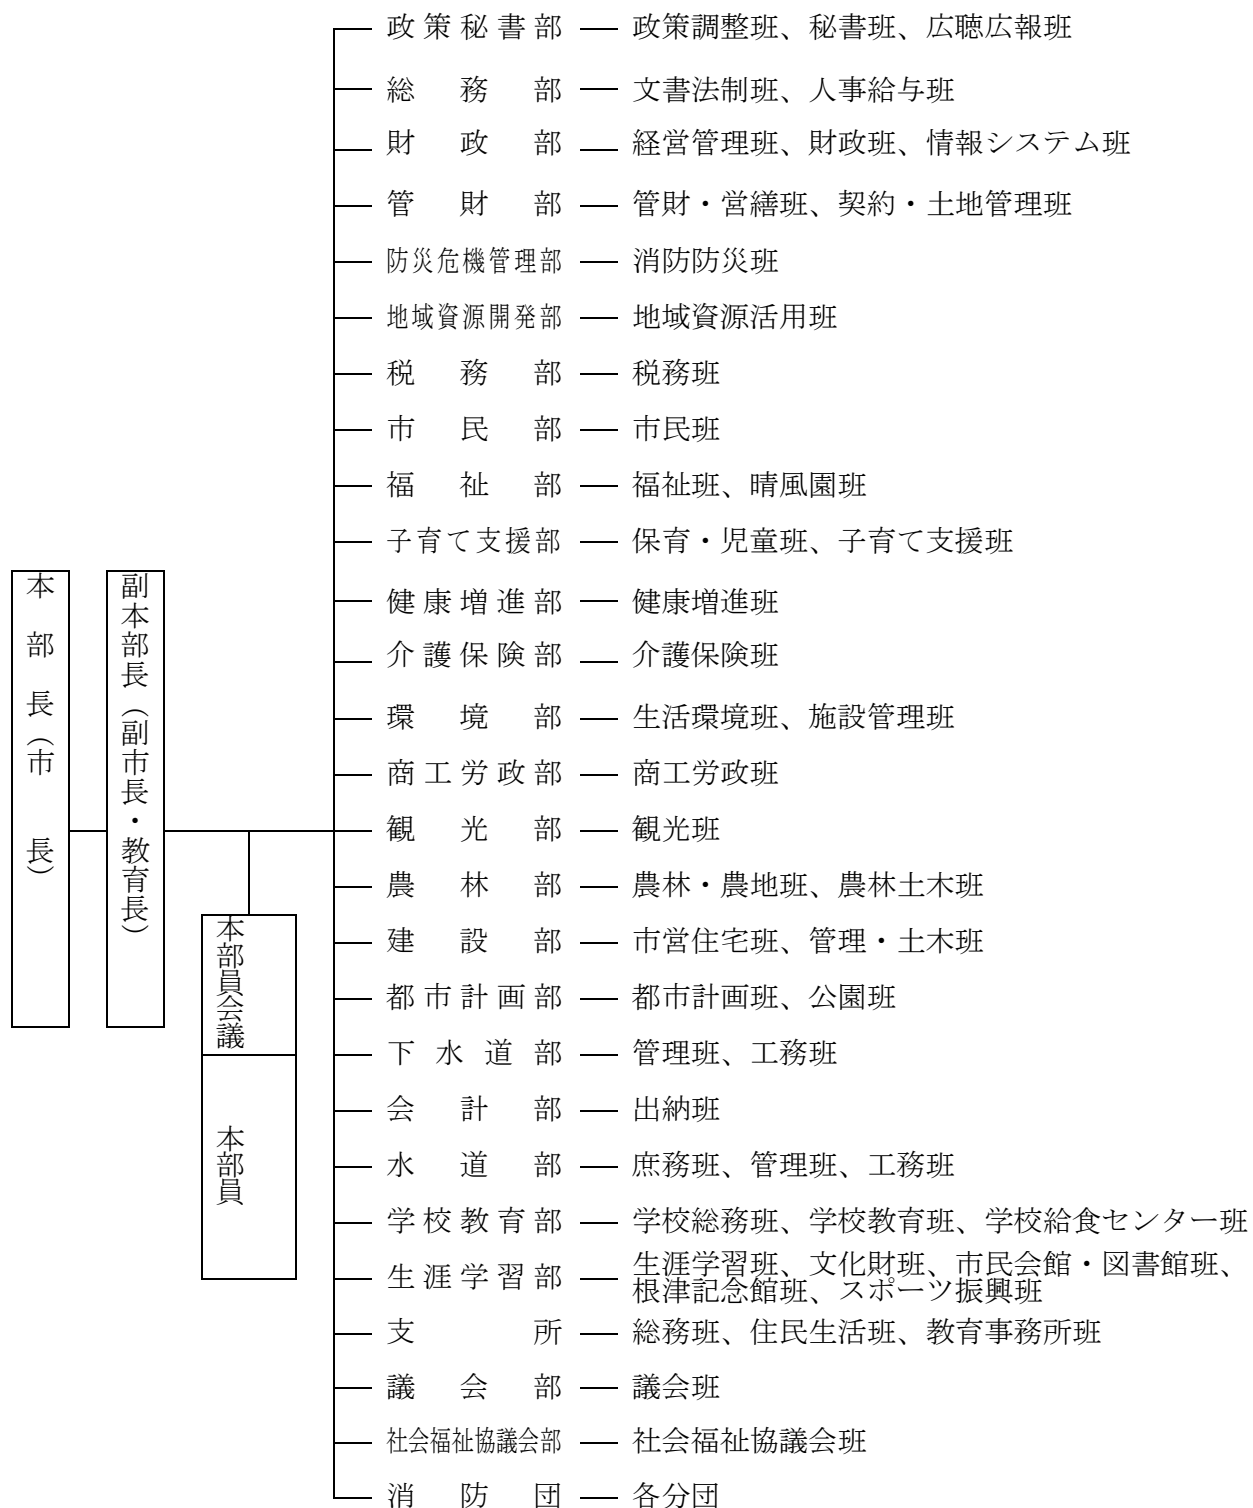 本部長（市長）
副本部長（副市長・教育長）
本部員会議
本部員
政策秘書部 政策調整班、秘書班、広聴広報班
総務部 文書法制班、人事給与班
財政部 経営管理班、財政班、情報システム班
管財部 管財・営繕班、契約・土地管理班
防災危機管理部 消防防災班
地域資源開発部 地域資源活用班
税務部 税務班
市民部 市民班
福祉部 福祉班、晴風園班
子育て支援部 保育・児童班、子育て支援班
健康増進部 健康増進班
介護保険部 介護保険班
環境部 生活環境班、施設管理班
商工労政部 商工労政班
観光部 観光班
農林部 農林・農地班、農林土木班
建設部 市営住宅班、管理・土木班
都市計画部 都市計画班、公園班
下水道部 管理班、工務班
会計部 出納班
水道部 庶務班、管理班、工務班
学校教育部 学校総務班、学校教育班、学校給食センター班
生涯学習部 生涯学習班、文化財班、市民会館・図書館班、
根津記念館班、スポーツ振興班
支所 総務班、住民生活班、教育事務所班
議会部 議会班
社会福祉協議会部 社会福祉協議会班
消防団 各分団